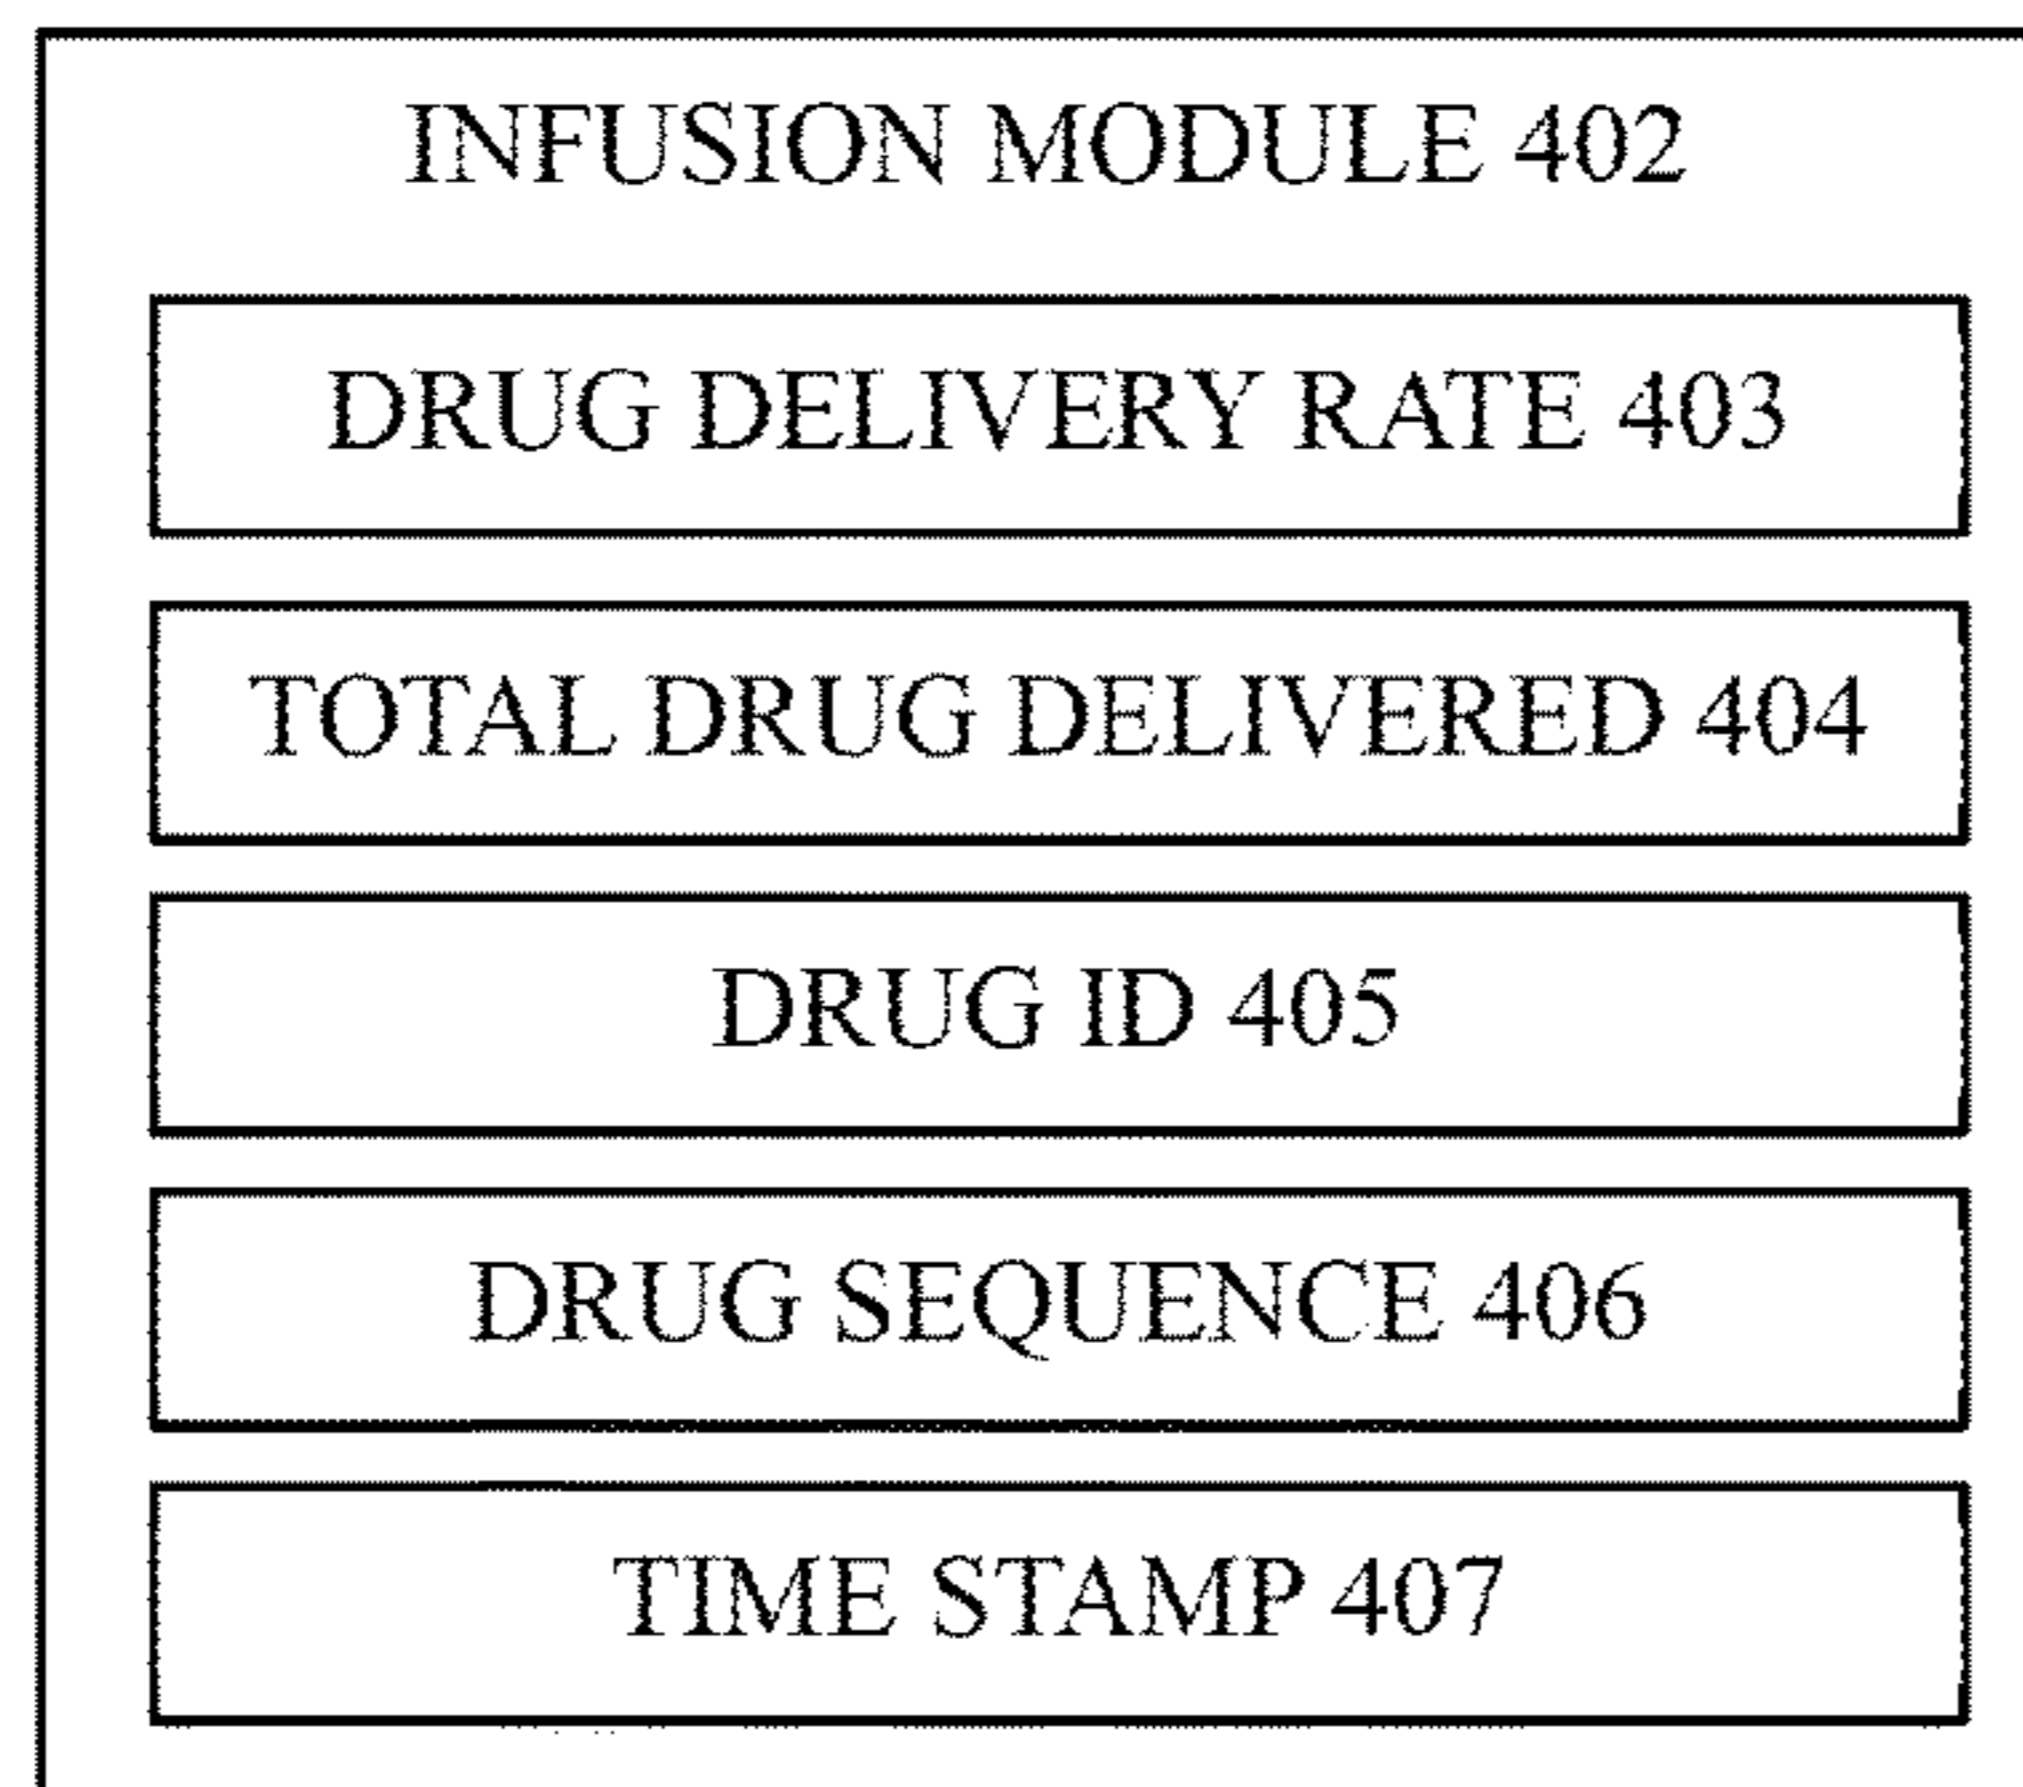 INFUSION MODULE 402
DRUG DELIVERY RATE 403
TOTAL DRUG DELIVERED 404
DRUG ID 405
DRUG SEQUENCE 406
TIME STAMP 407